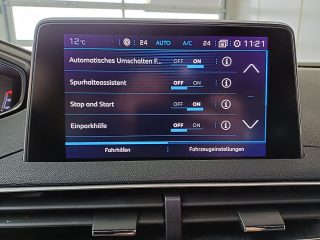 12°C 24 AUTO A/C 24 11:21
Automatisches Umschalten F... OFF ON
Spurhalteassistent OFF ON
Stop and Start OFF ON
Einparkhilfe OFF ON
Fahrhilfen Fahrzeugeinstellungen